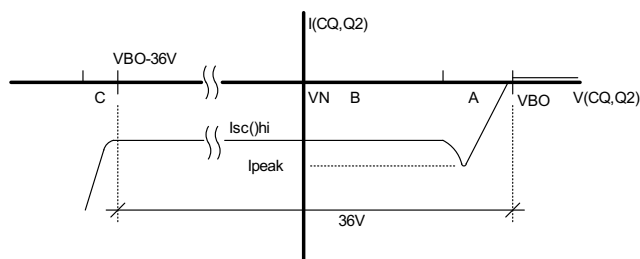 I(CQ,Q2)
VBO-36V
C
VN
B
A
VBO
V(CQ,Q2)
Isc()hi
Ipeak
36V